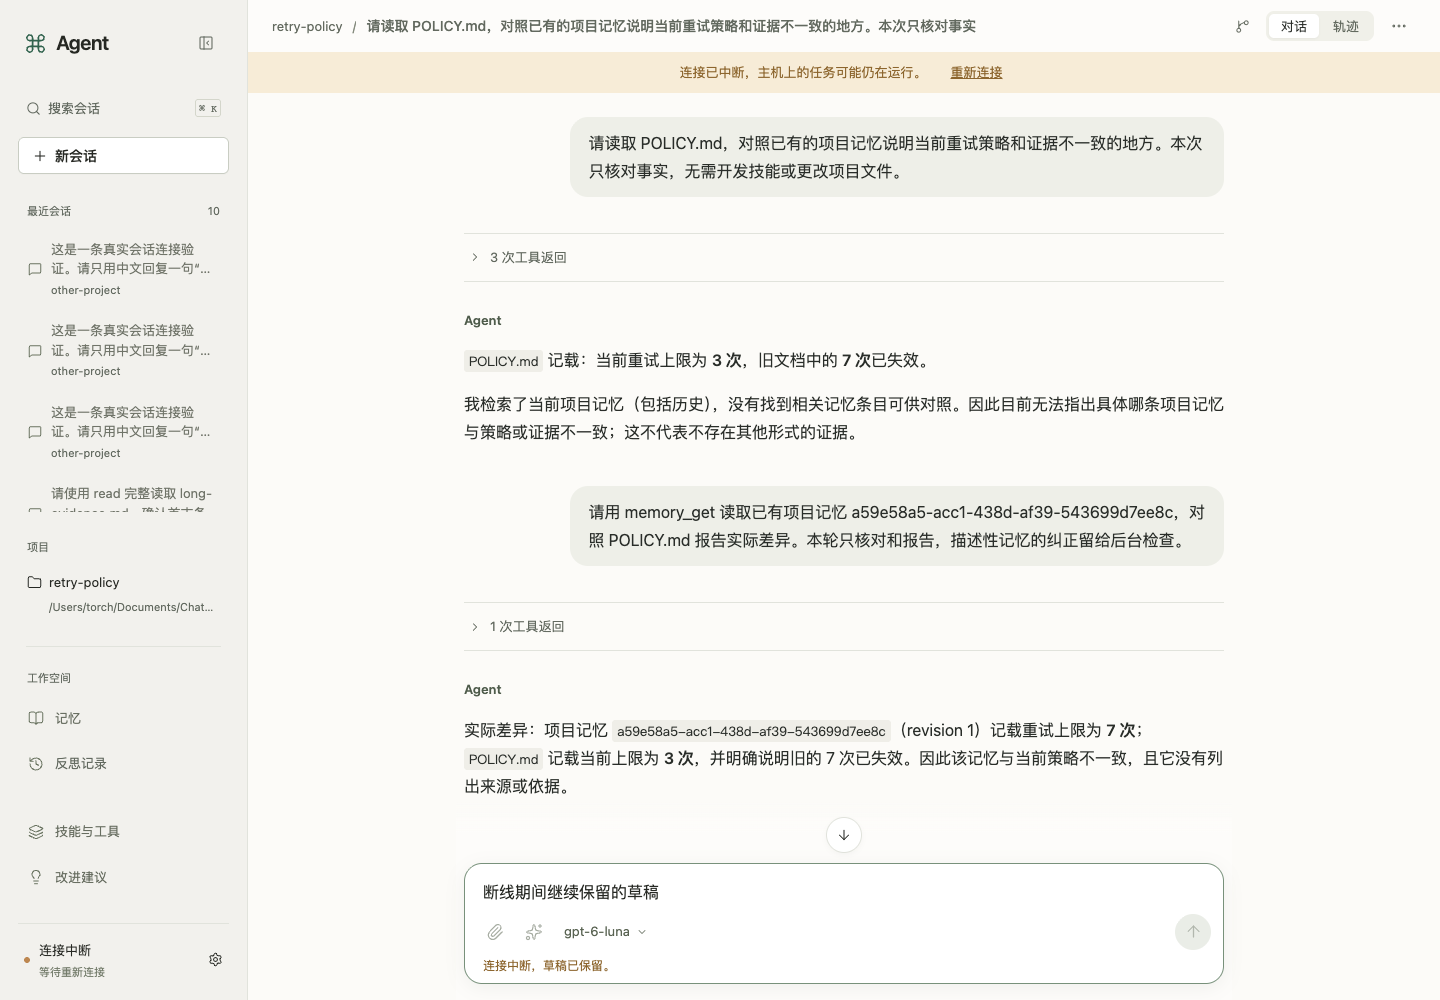 Agent
搜索会话
⌘ K
新会话
最近会话
10
这是一条真实会话连接验
证。请只用中文回复一句“...
other-project
这是一条真实会话连接验
证。请只用中文回复一句“...
other-project
这是一条真实会话连接验
证。请只用中文回复一句“...
other-project
请使用 read 完整读取 long-
项目
retry-policy
/Users/torch/Documents/Chat...
工作空间
记忆
反思记录
技能与工具
改进建议
连接中断
等待重新连接
retry-policy / 请读取 POLICY.md，对照已有的项目记忆说明当前重试策略和证据不一致的地方。本次只核对事实
对话
轨迹
连接已中断，主机上的任务可能仍在运行。 重新连接
请读取 POLICY.md，对照已有的项目记忆说明当前重试策略和证据不一致的地方。本次
只核对事实，无需开发技能或更改项目文件。
3 次工具返回
Agent
POLICY.md 记载：当前重试上限为 3 次，旧文档中的 7 次已失效。
我检索了当前项目记忆（包括历史），没有找到相关记忆条目可供对照。因此目前无法指出具体哪条项目记忆
与策略或证据不一致；这不代表不存在其他形式的证据。
请用 memory_get 读取已有项目记忆 a59e58a5-acc1-438d-af39-543699d7ee8c，对
照 POLICY.md 报告实际差异。本轮只核对和报告，描述性记忆的纠正留给后台检查。
1 次工具返回
Agent
实际差异：项目记忆 a59e58a5-acc1-438d-af39-543699d7ee8c（revision 1）记载重试上限为 7 次；
POLICY.md 记载当前上限为 3 次，并明确说明旧的 7 次已失效。因此该记忆与当前策略不一致，且它没有列
出来源或依据。
断线期间继续保留的草稿
gpt-6-luna
连接中断，草稿已保留。